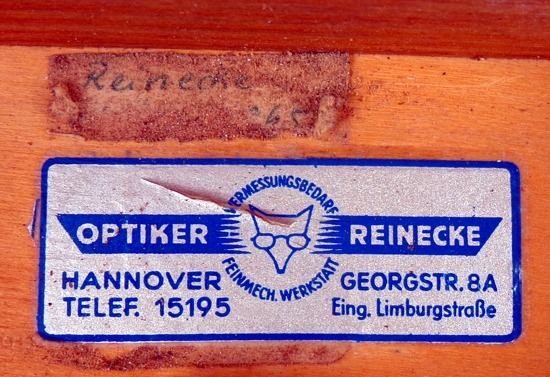 Reinecke
265
VERMESSUNGSBEDARF
OPTIKER REINECKE
FEINMECH. WERKSTATT
HANNOVER GEORGSTR. 8A
TELEF. 15195 Eing. Limburgstraße